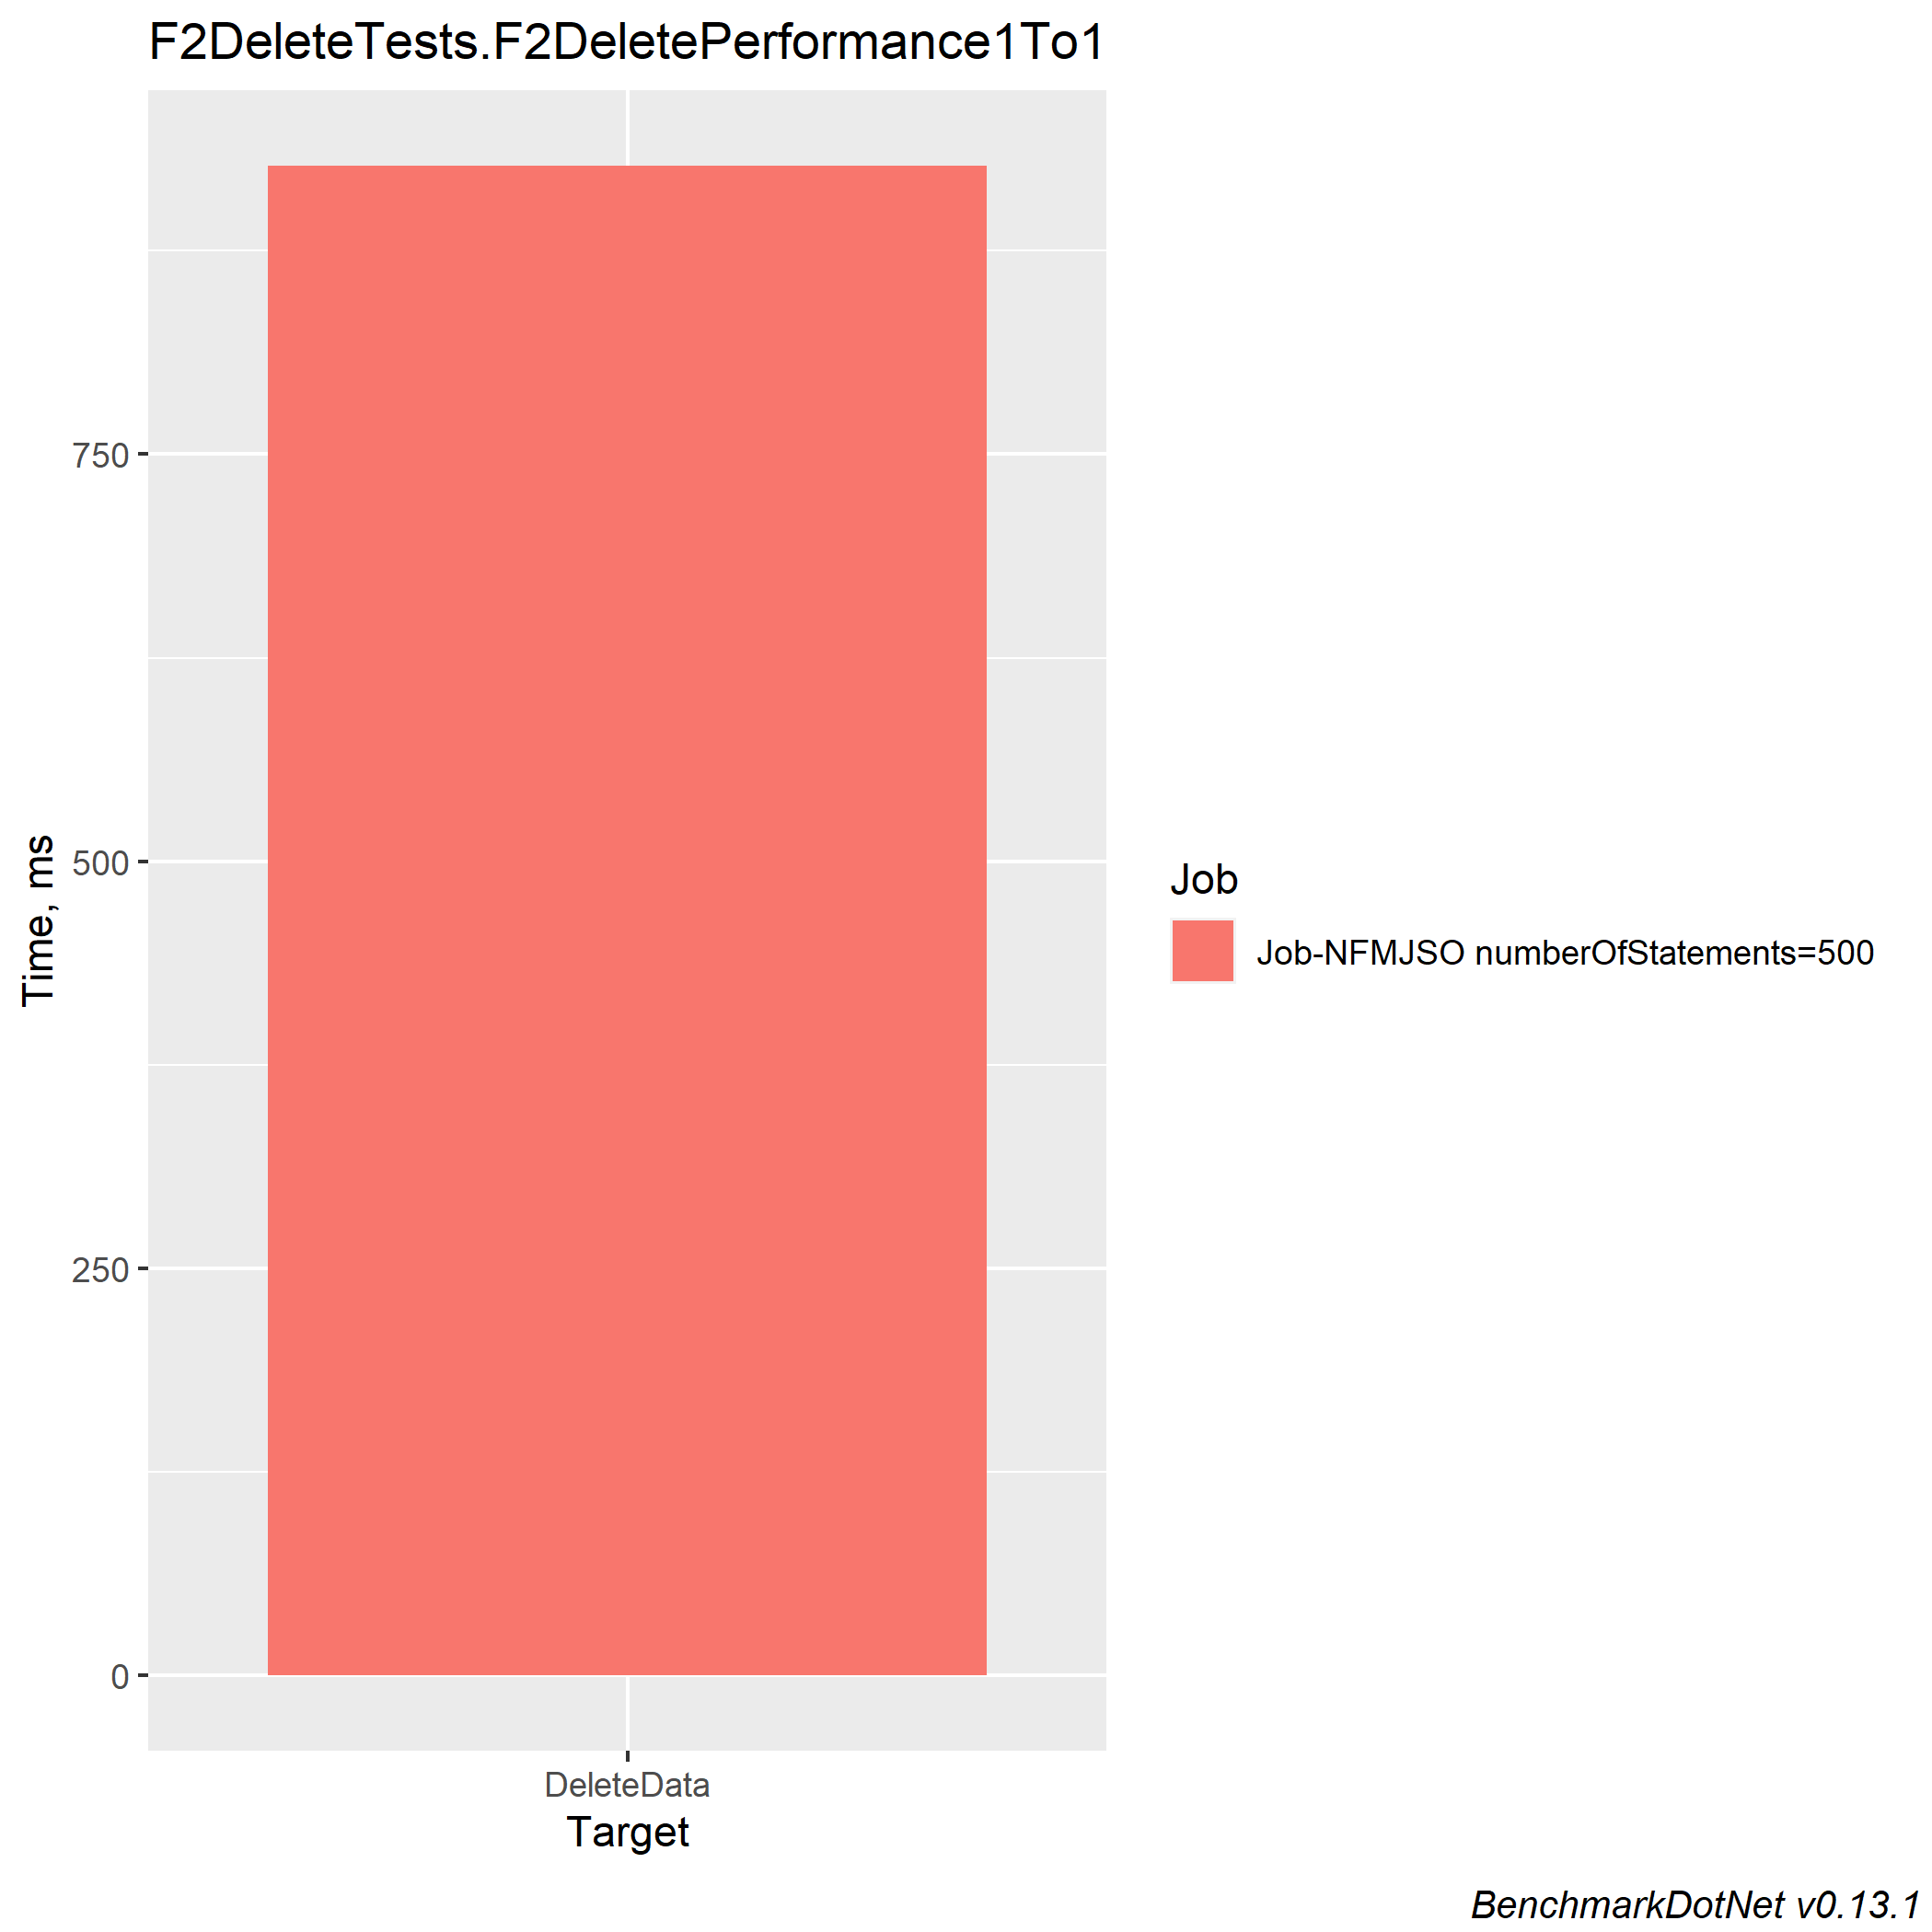 F2DeleteTests.F2DeletePerformance1To1
Time, ms
750
500
250
0
DeleteData
Target
Job
Job-NFMJSO numberOfStatements=500
BenchmarkDotNet v0.13.1